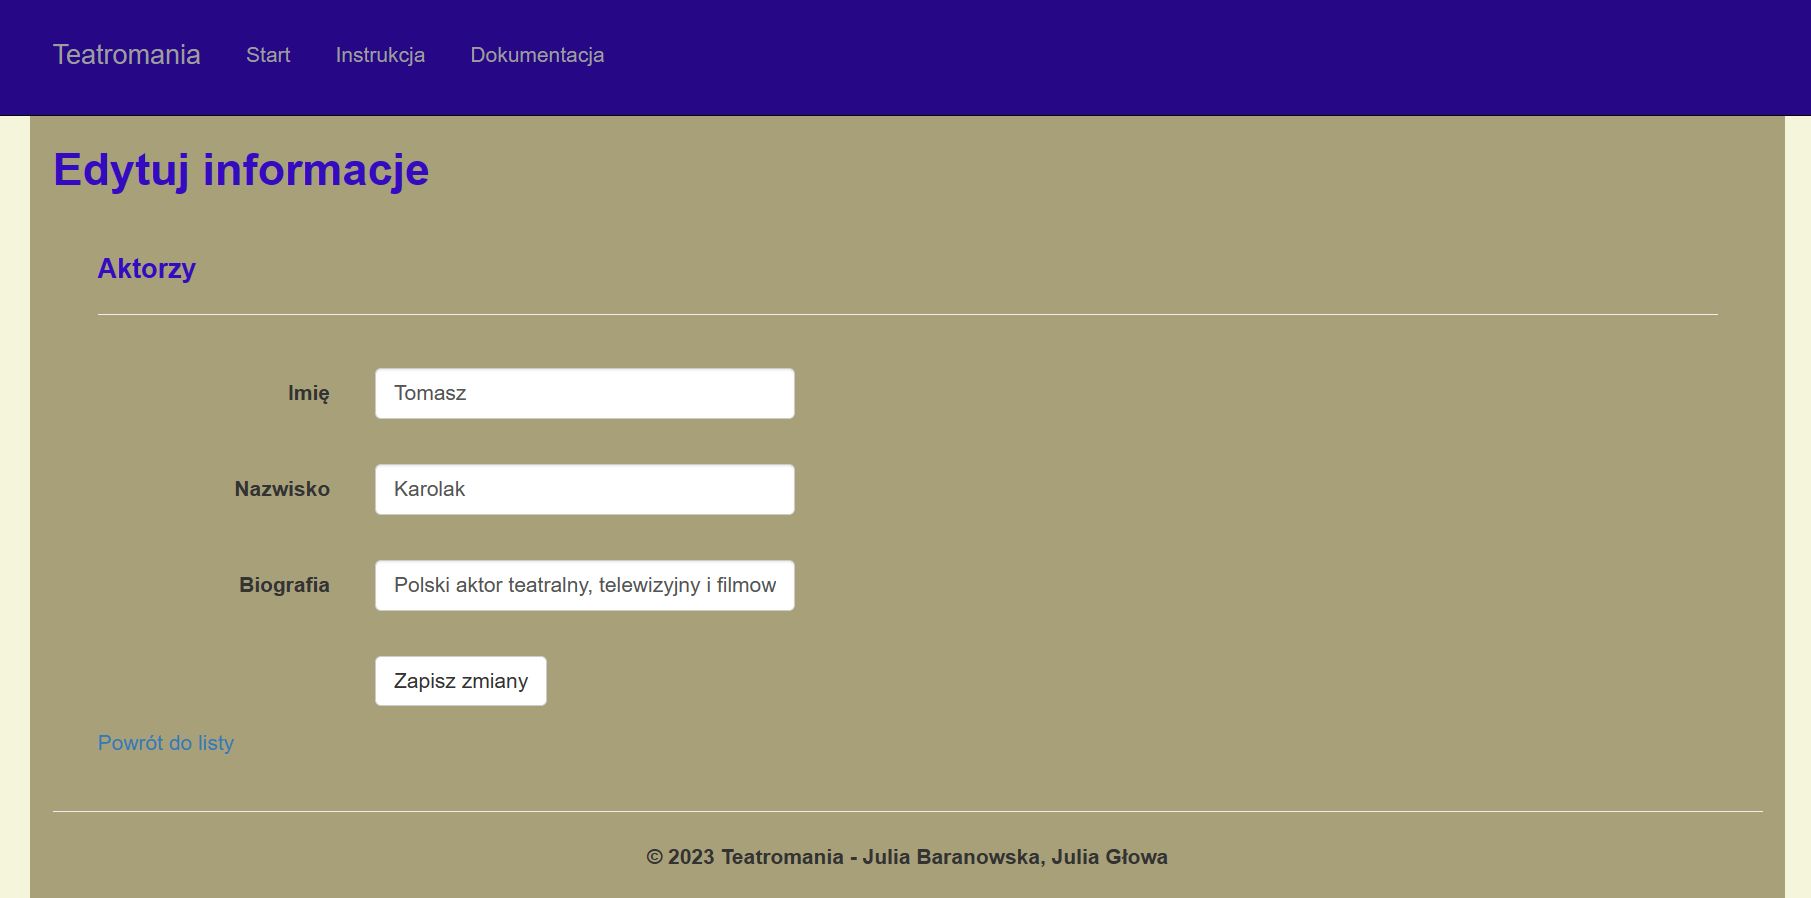 Teatromania Start Instrukcja Dokumentacja
Edytuj informacje
Aktorzy
Imię Tomasz
Nazwisko Karolak
Biografia Polski aktor teatralny, telewizyjny i filmow
Zapisz zmiany
Powrót do listy
© 2023 Teatromania - Julia Baranowska, Julia Głowa